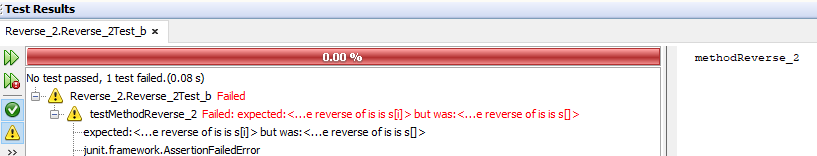 Test Results
Reverse_2.Reverse_2Test_b ×
0.00 %
methodReverse_2
No test passed, 1 test failed.(0.08 s)
Reverse_2.Reverse_2Test_b Failed
testMethodReverse_2 Failed: expected:<...e reverse of is is s[i]> but was:<...e reverse of is is s[]>
expected:<...e reverse of is is s[i]> but was:<...e reverse of is is s[]>
junit.framework.AssertionFailedError
>>